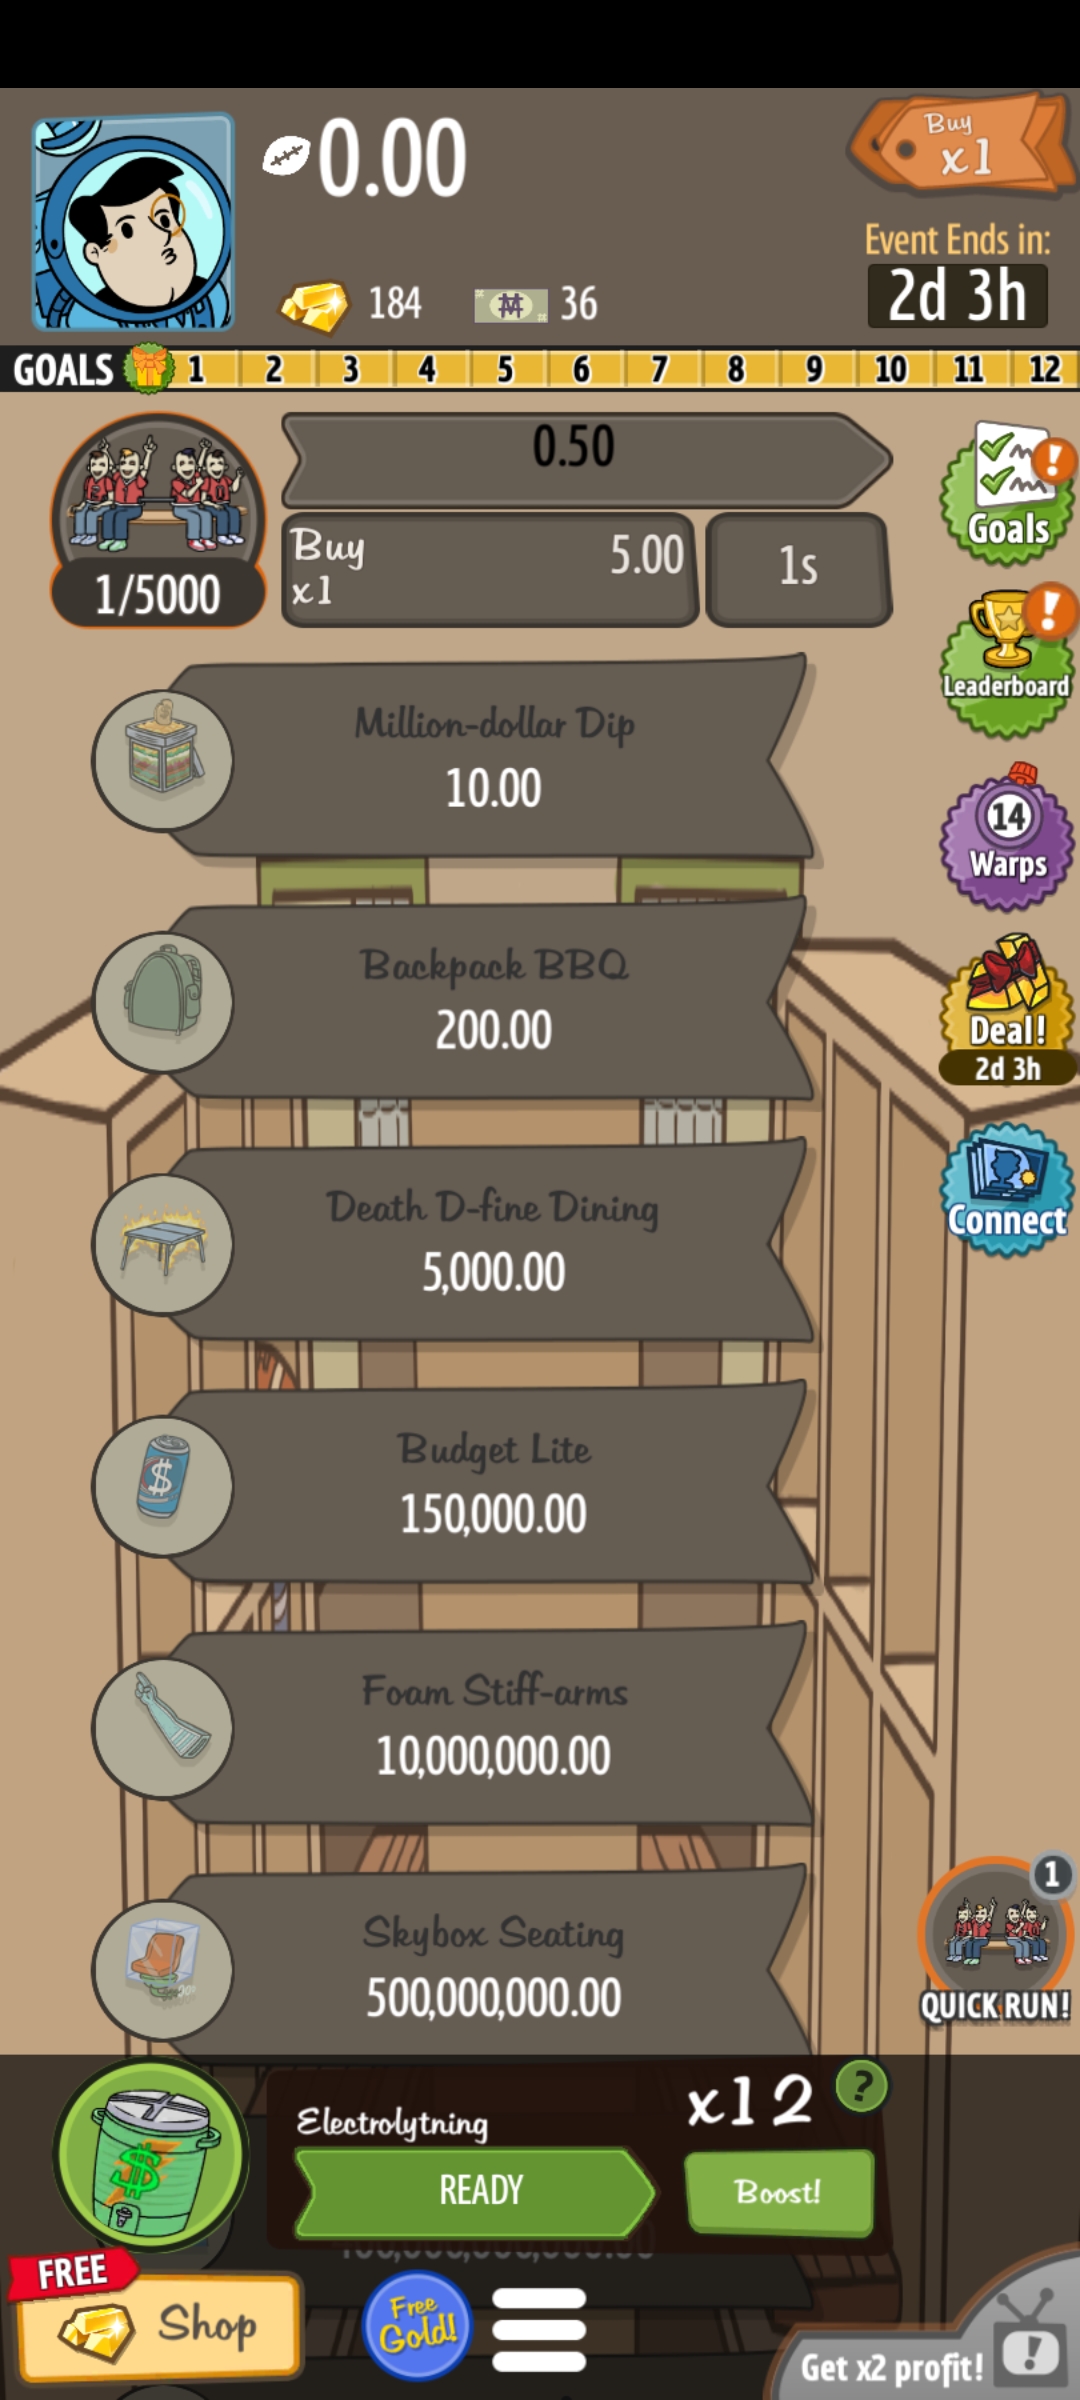 0.00
Buy
x1
184
36
Event Ends in:
2d 3h
GOALS 1 2 3 4 5 6 7 8 9 10 11 12
0.50
1/5000
Buy
x1
5.00
1s
!
Goals
!
Leaderboard
Million-dollar Dip
10.00
14
Warps
Backpack BBQ
200.00
Deal!
2d 3h
Death D-fine Dining
5,000.00
Connect
Budget Lite
150,000.00
$
Foam Stiff-arms
10,000,000.00
Skybox Seating
500,000,000.00
1
QUICK RUN!
Electrolytning
x12
?
$
READY
Boost!
FREE
Shop
Free
Gold!
Get x2 profit!
!